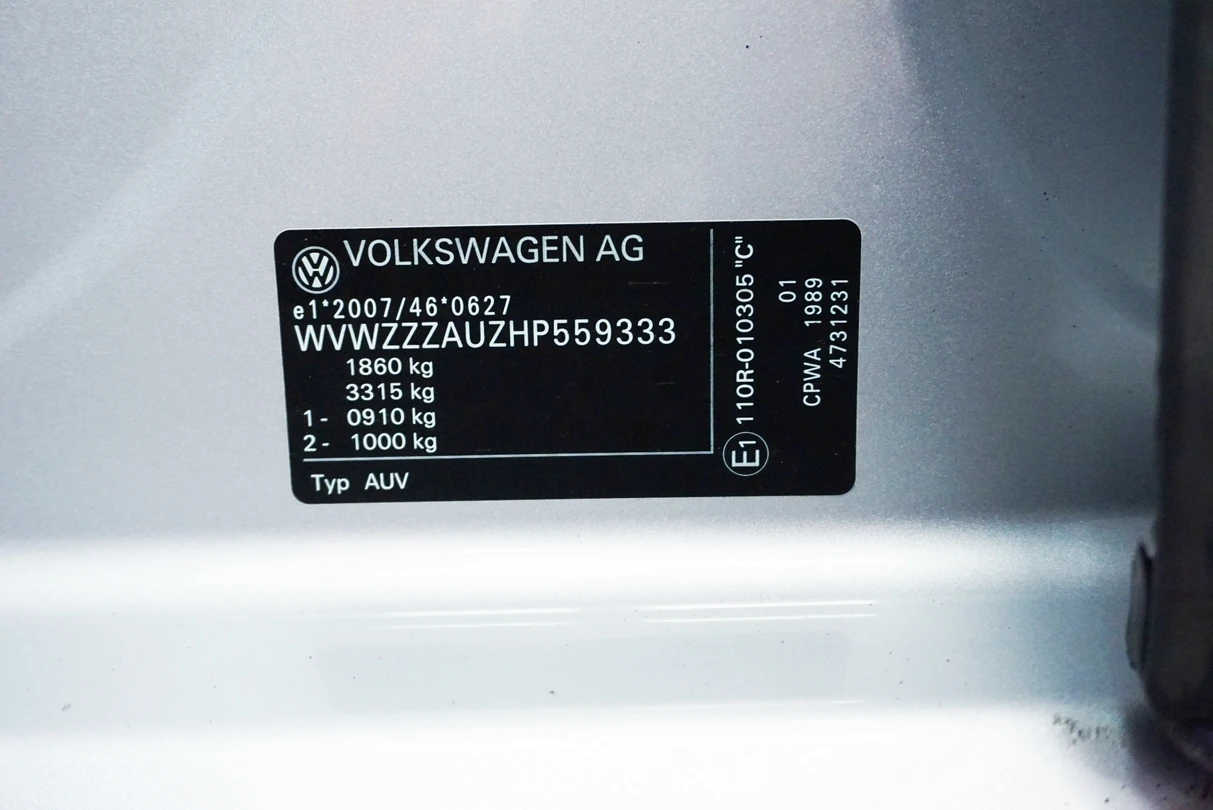 VOLKSWAGEN AG
e1*2007/46*0627
WVWZZZAUZHP559333
1860 kg
3315 kg
1- 0910 kg
2- 1000 kg
Typ AUV
E1 110R-010305 "C"
01
CPWA 1989
4731231